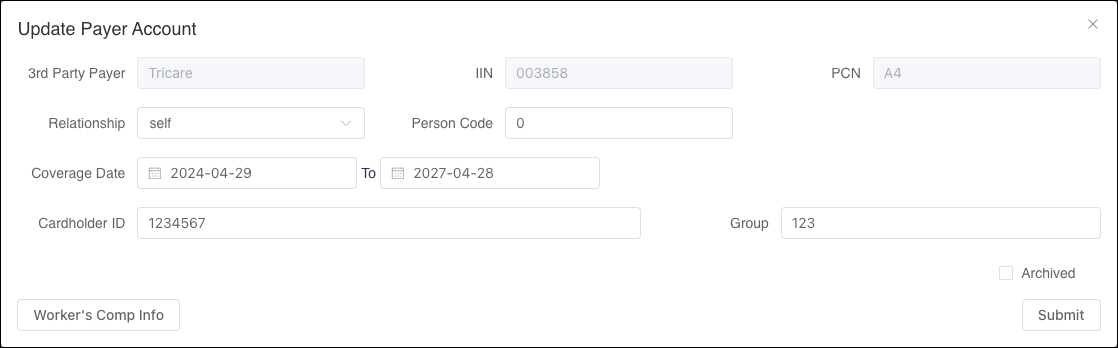 Update Payer Account
3rd Party Payer Tricare IIN 003858 PCN A4
Relationship self Person Code 0
Coverage Date 2024-04-29 To 2027-04-28
Cardholder ID 1234567 Group 123
Archived
Worker's Comp Info Submit